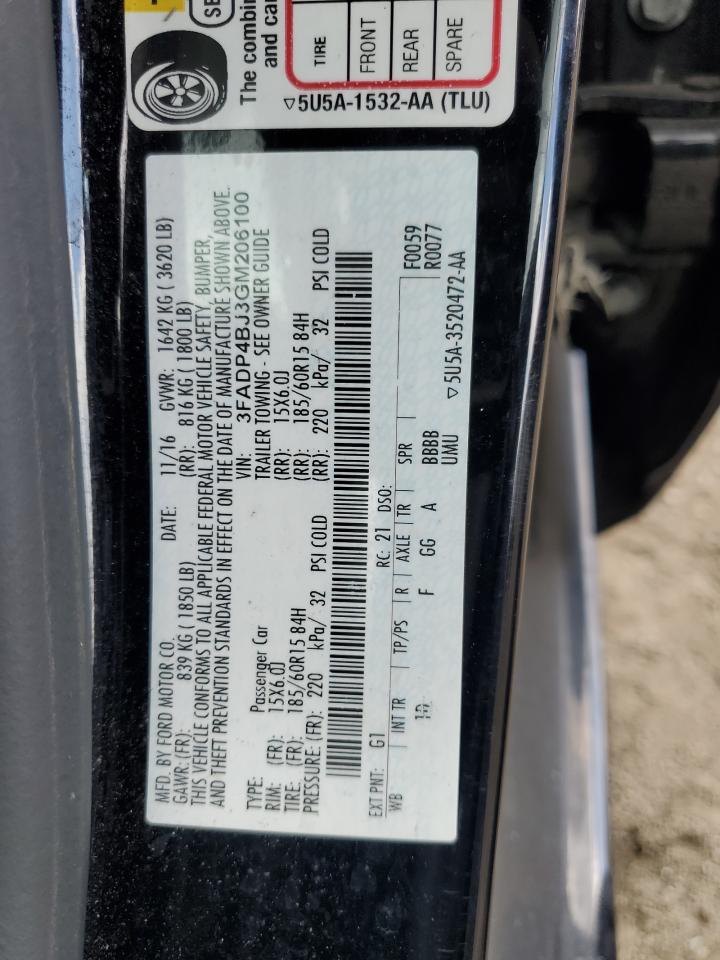 SE
The combin
and car
TIRE
FRONT
REAR
SPARE
▽5U5A-1532-AA (TLU)
MFD. BY FORD MOTOR CO. DATE: 11/16 GVWR: 1642 KG ( 3620 LB)
GAWR: (FR): 839 KG ( 1850 LB) (RR): 816 KG ( 1800 LB)
THIS VEHICLE CONFORMS TO ALL APPLICABLE FEDERAL MOTOR VEHICLE SAFETY, BUMPER,
AND THEFT PREVENTION STANDARDS IN EFFECT ON THE DATE OF MANUFACTURE SHOWN ABOVE.
VIN: 3FADP4BJ3GM206100
TYPE: Passenger Car TRAILER TOWING - SEE OWNER GUIDE
RIM: (FR): 15X6.0J (RR): 15X6.0J
TIRE: (FR): 185/60R15 84H (RR): 185/60R15 84H
PRESSURE: (FR): 220 kPa/ 32 PSI COLD (RR): 220 kPa/ 32 PSI COLD
EXT PNT: G1 RC: 21 DSO: F0059
WB INT TR TP/PS R AXLE TR SPR R0077
F GG A BBBB
UMU
▽5U5A-3520472-AA